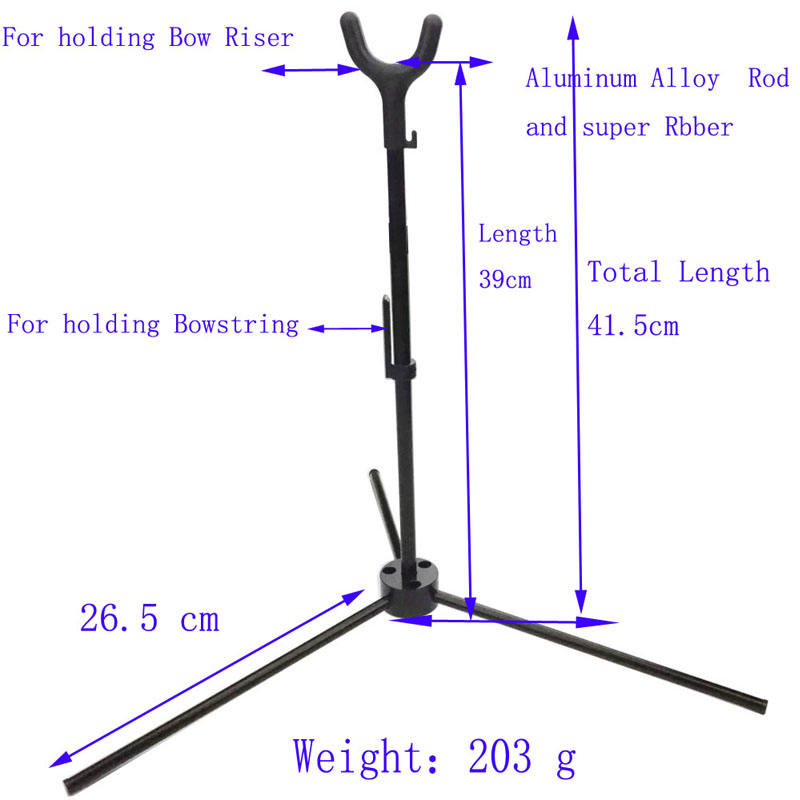 For holding Bow Riser
Aluminum Alloy Rod
and super Rbber
Length
39cm
Total Length
41.5cm
For holding Bowstring
26.5 cm
Weight: 203 g